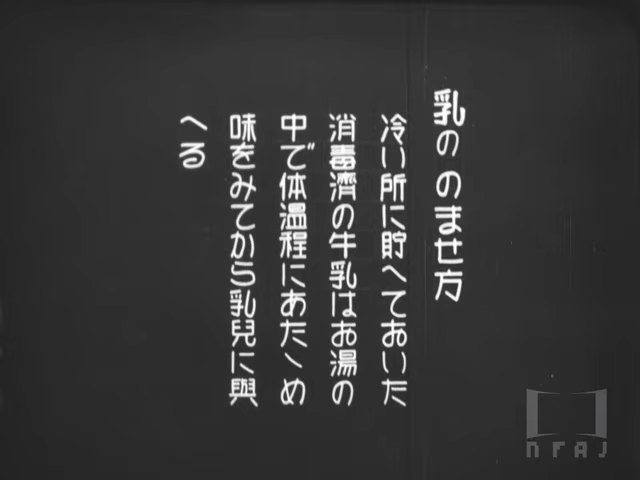 乳ののませ方
冷い所に貯へておいた
消毒濟の牛乳はお湯の
中で体温程にあたゝめ
味をみてから乳兒に與
へる
NFAJ